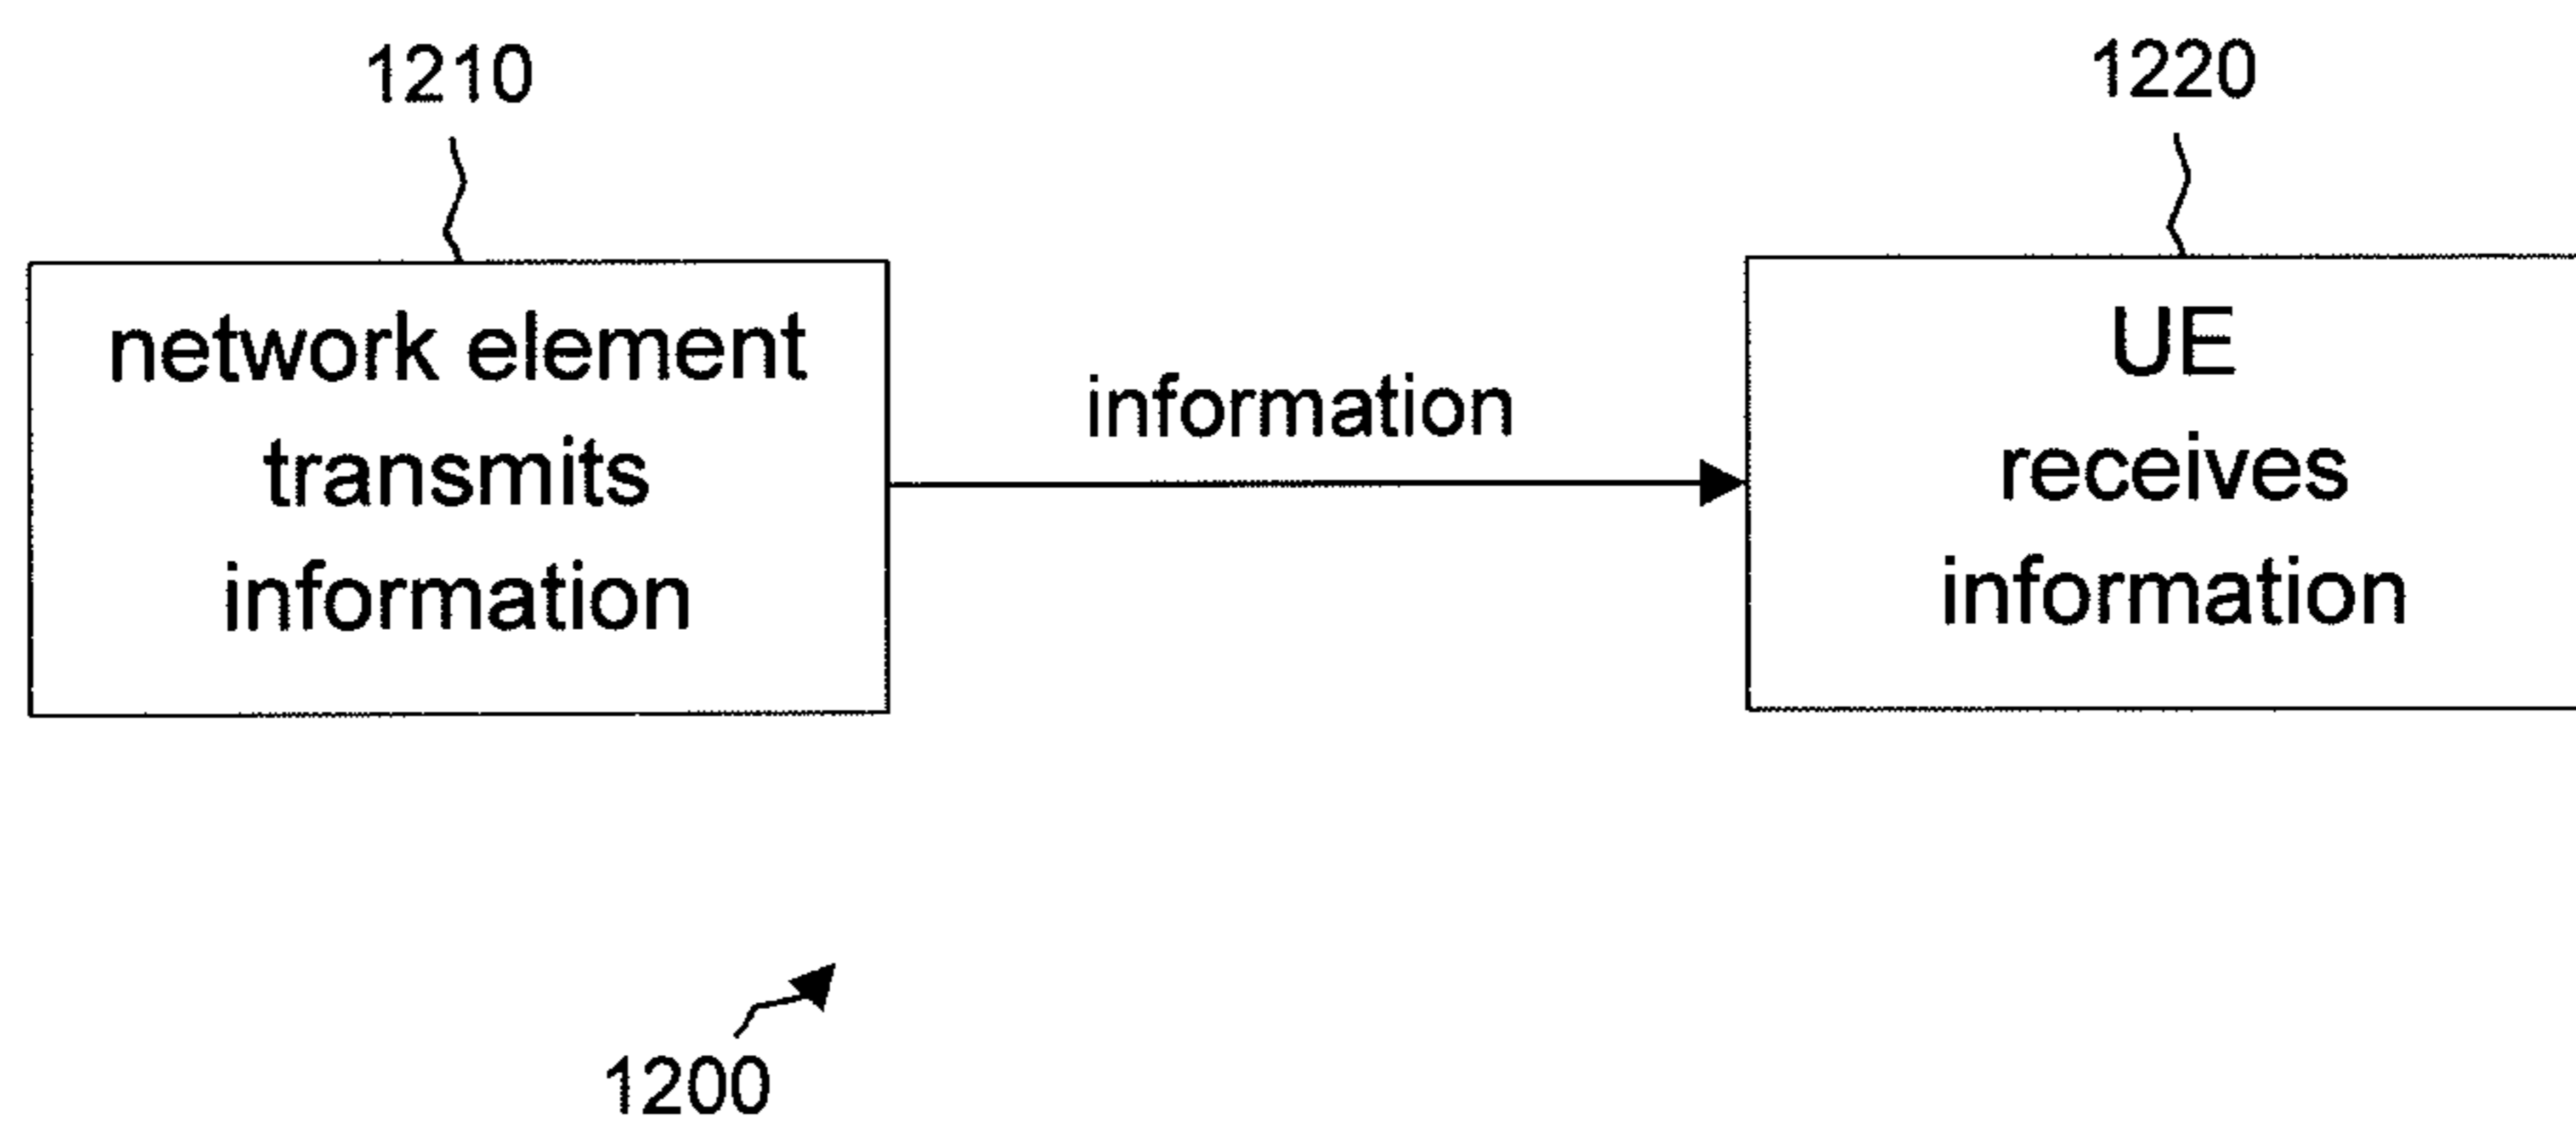 1210
1220
network element
transmits
information
information
UE
receives
information
1200